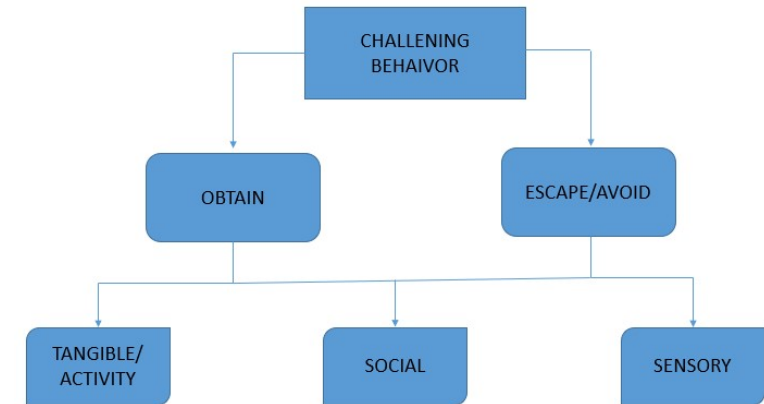 CHALLENING
BEHAIVOR
OBTAIN
ESCAPE/AVOID
TANGIBLE/
ACTIVITY
SOCIAL
SENSORY